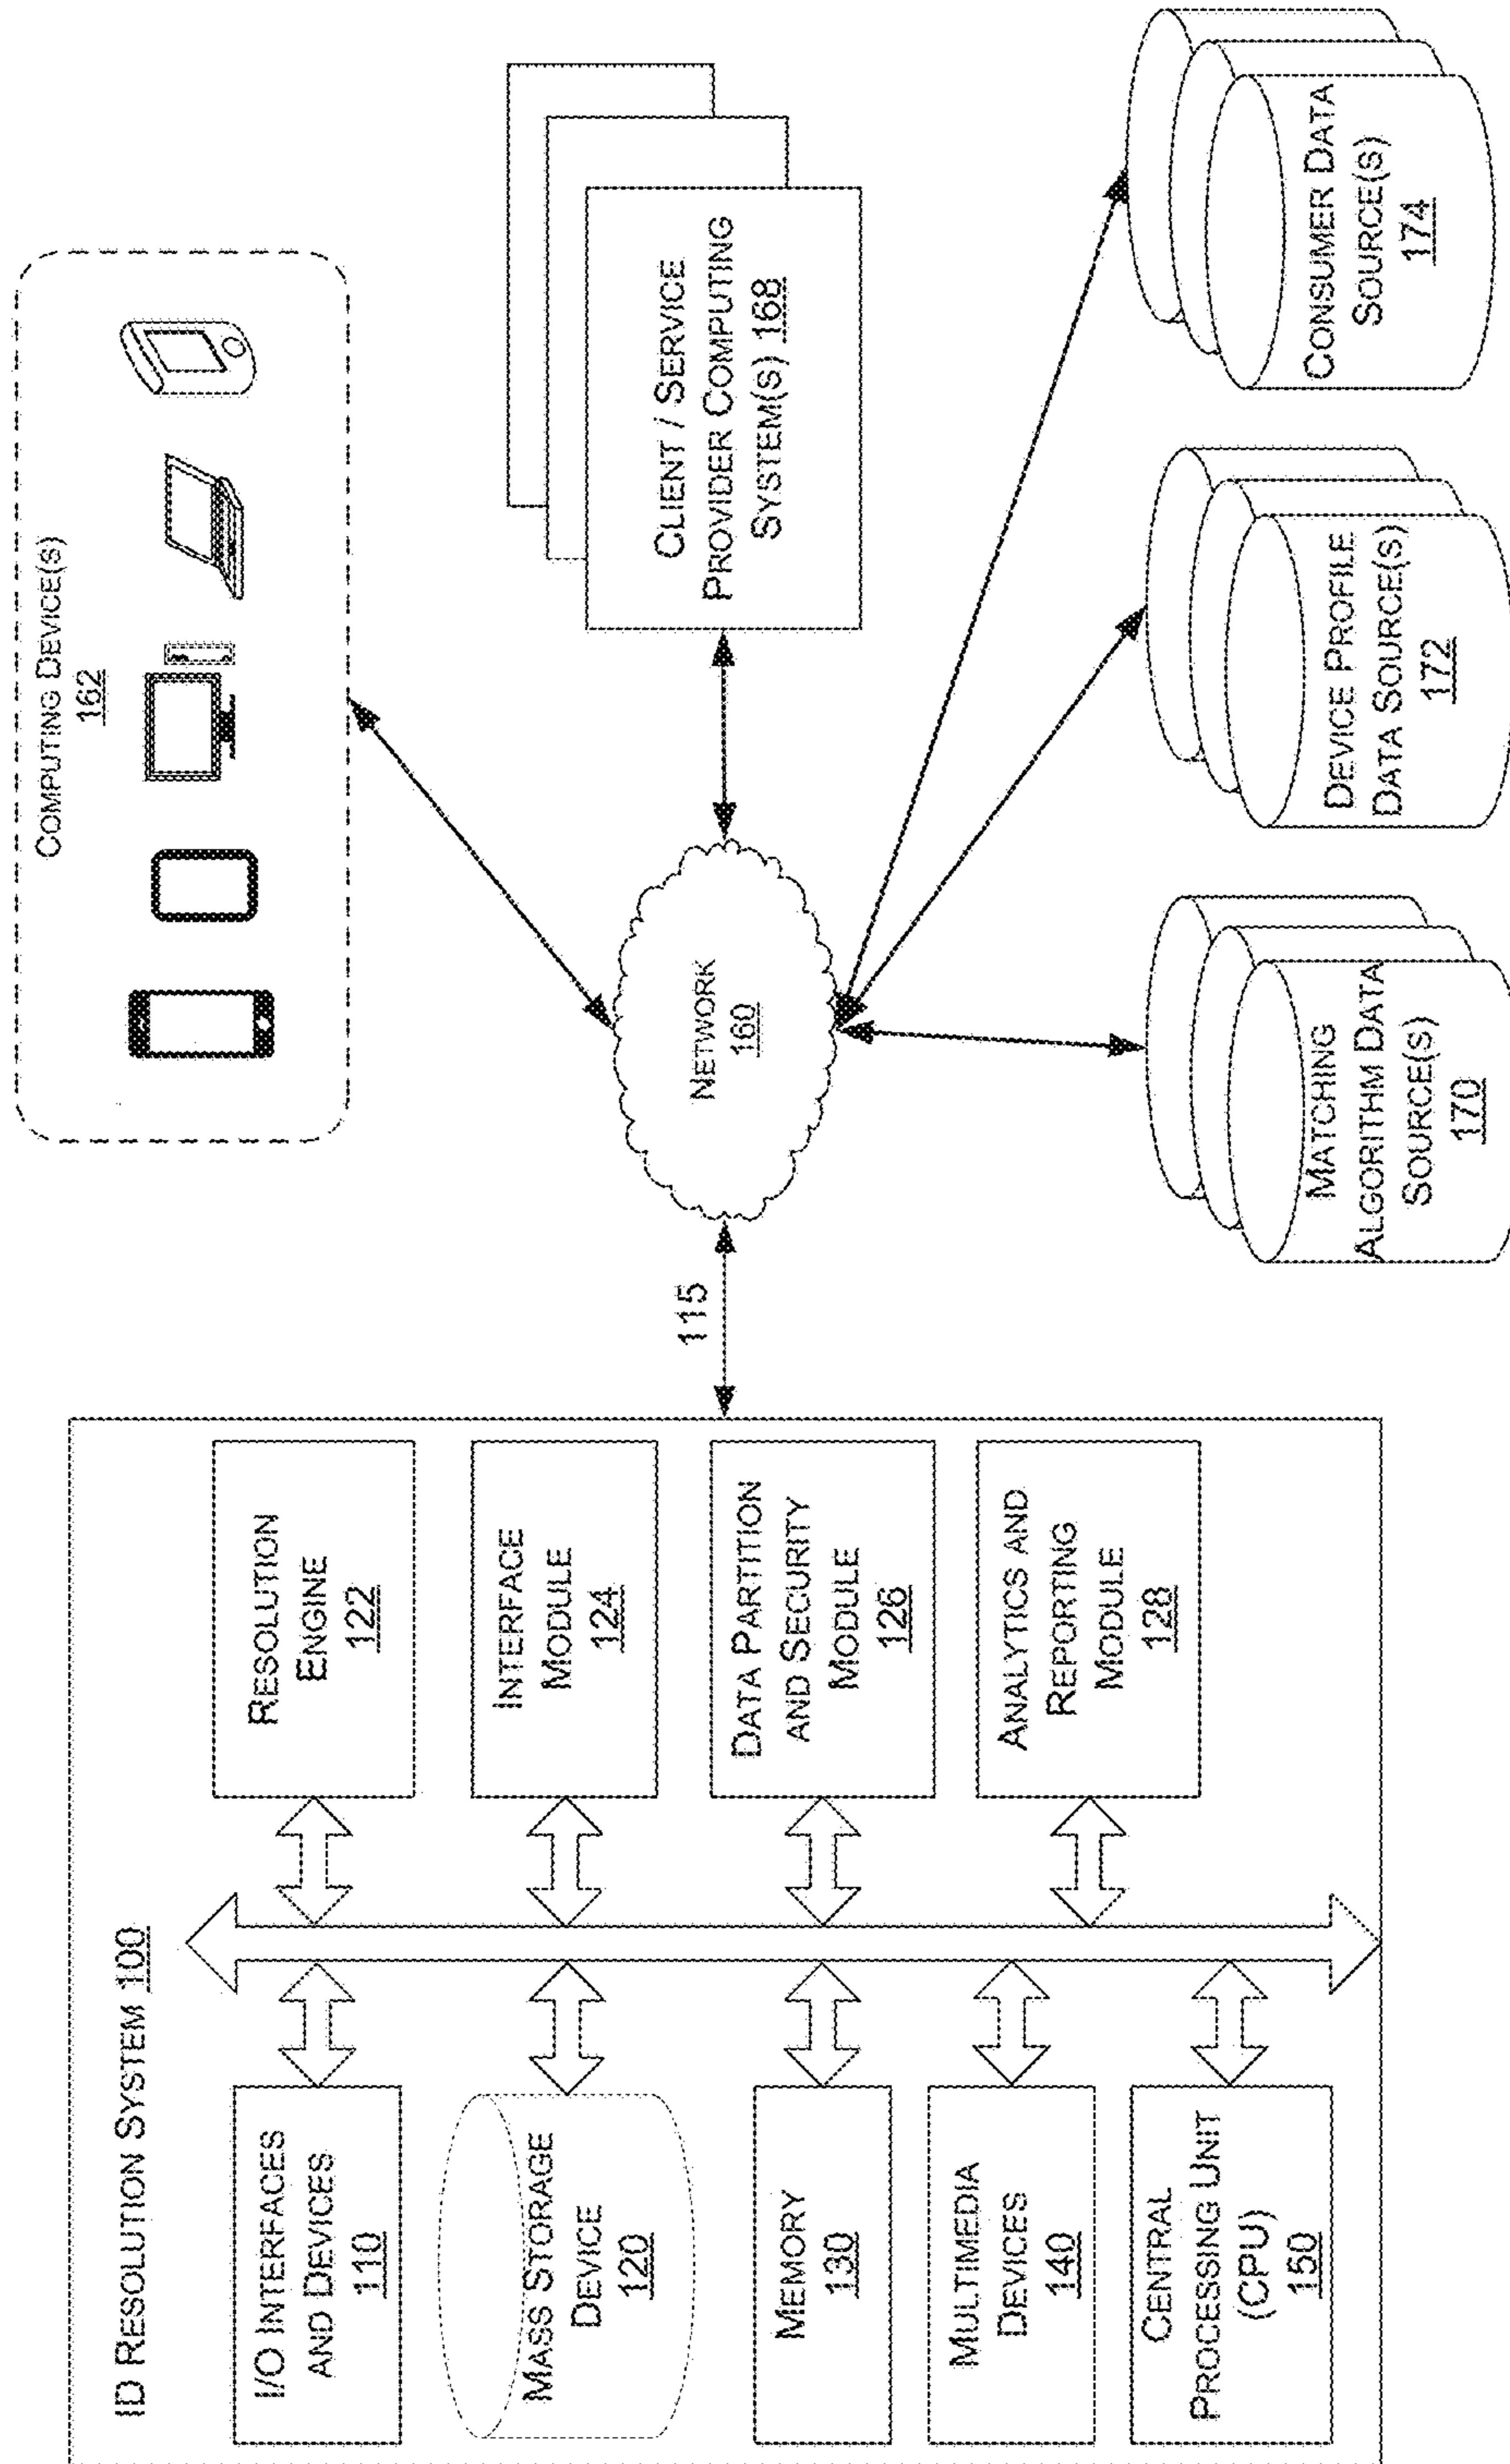 ID RESOLUTION SYSTEM 100
I/O INTERFACES
AND DEVICES
110
MASS STORAGE
DEVICE
120
MEMORY
130
MULTIMEDIA
DEVICES
140
CENTRAL
PROCESSING UNIT
(CPU)
150
RESOLUTION
ENGINE
122
INTERFACE
MODULE
124
DATA PARTITION
AND SECURITY
MODULE
126
ANALYTICS AND
REPORTING
MODULE
128
115
NETWORK
160
COMPUTING DEVICE(S)
162
CLIENT / SERVICE
PROVIDER COMPUTING
SYSTEM(S) 168
MATCHING
ALGORITHM DATA
SOURCE(S)
170
DEVICE PROFILE
DATA SOURCE(S)
172
CONSUMER DATA
SOURCE(S)
174